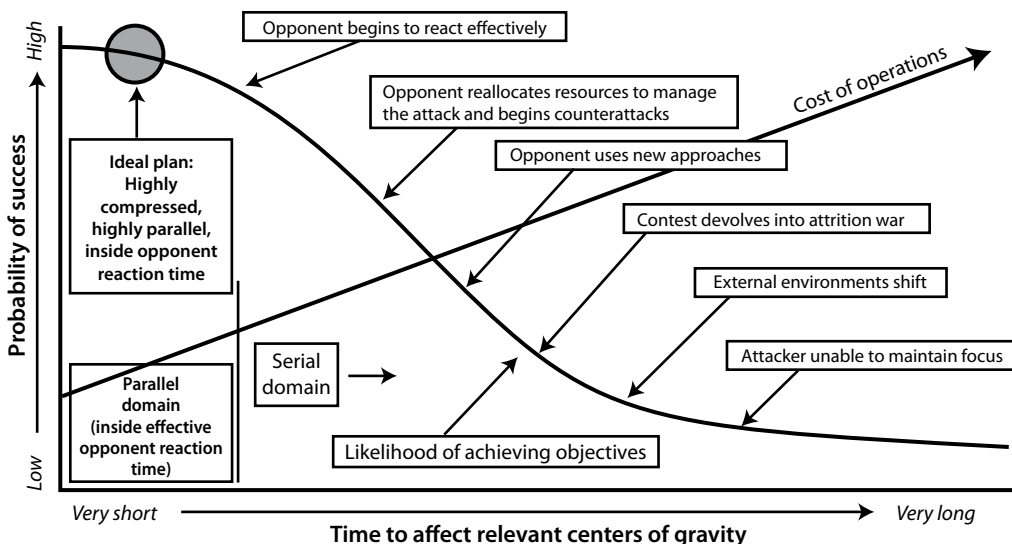 High
Opponent begins to react effectively
Cost of operations
Opponent reallocates resources to manage
the attack and begins counterattacks
Probability of success
Ideal plan:
Highly
compressed,
highly parallel,
inside opponent
reaction time
Opponent uses new approaches
Contest devolves into attrition war
External environments shift
Serial
domain
Attacker unable to maintain focus
Parallel
domain
(inside effective
opponent reaction
time)
Likelihood of achieving objectives
Low
Very short
Very long
Time to affect relevant centers of gravity